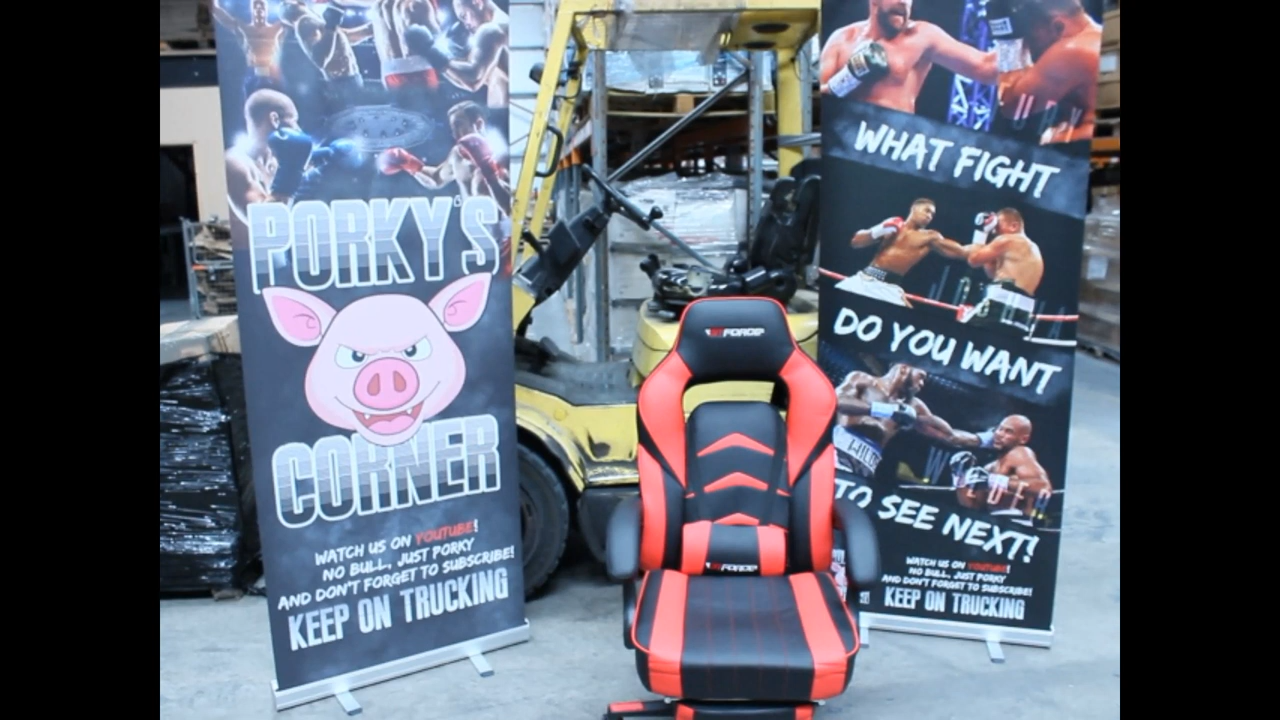 PORKY'S
CORNER
WATCH US ON YOUTUBE!
NO BULL, JUST PORKY
AND DON'T FORGET TO SUBSCRIBE!
KEEP ON TRUCKING
GTFORCE
GTFORCE
WHAT FIGHT
DO YOU WANT
TO SEE NEXT!
WATCH US ON YOUTUBE!
NO BULL, JUST PORKY
AND DON'T FORGET TO SUBSCRIBE!
KEEP ON TRUCKING